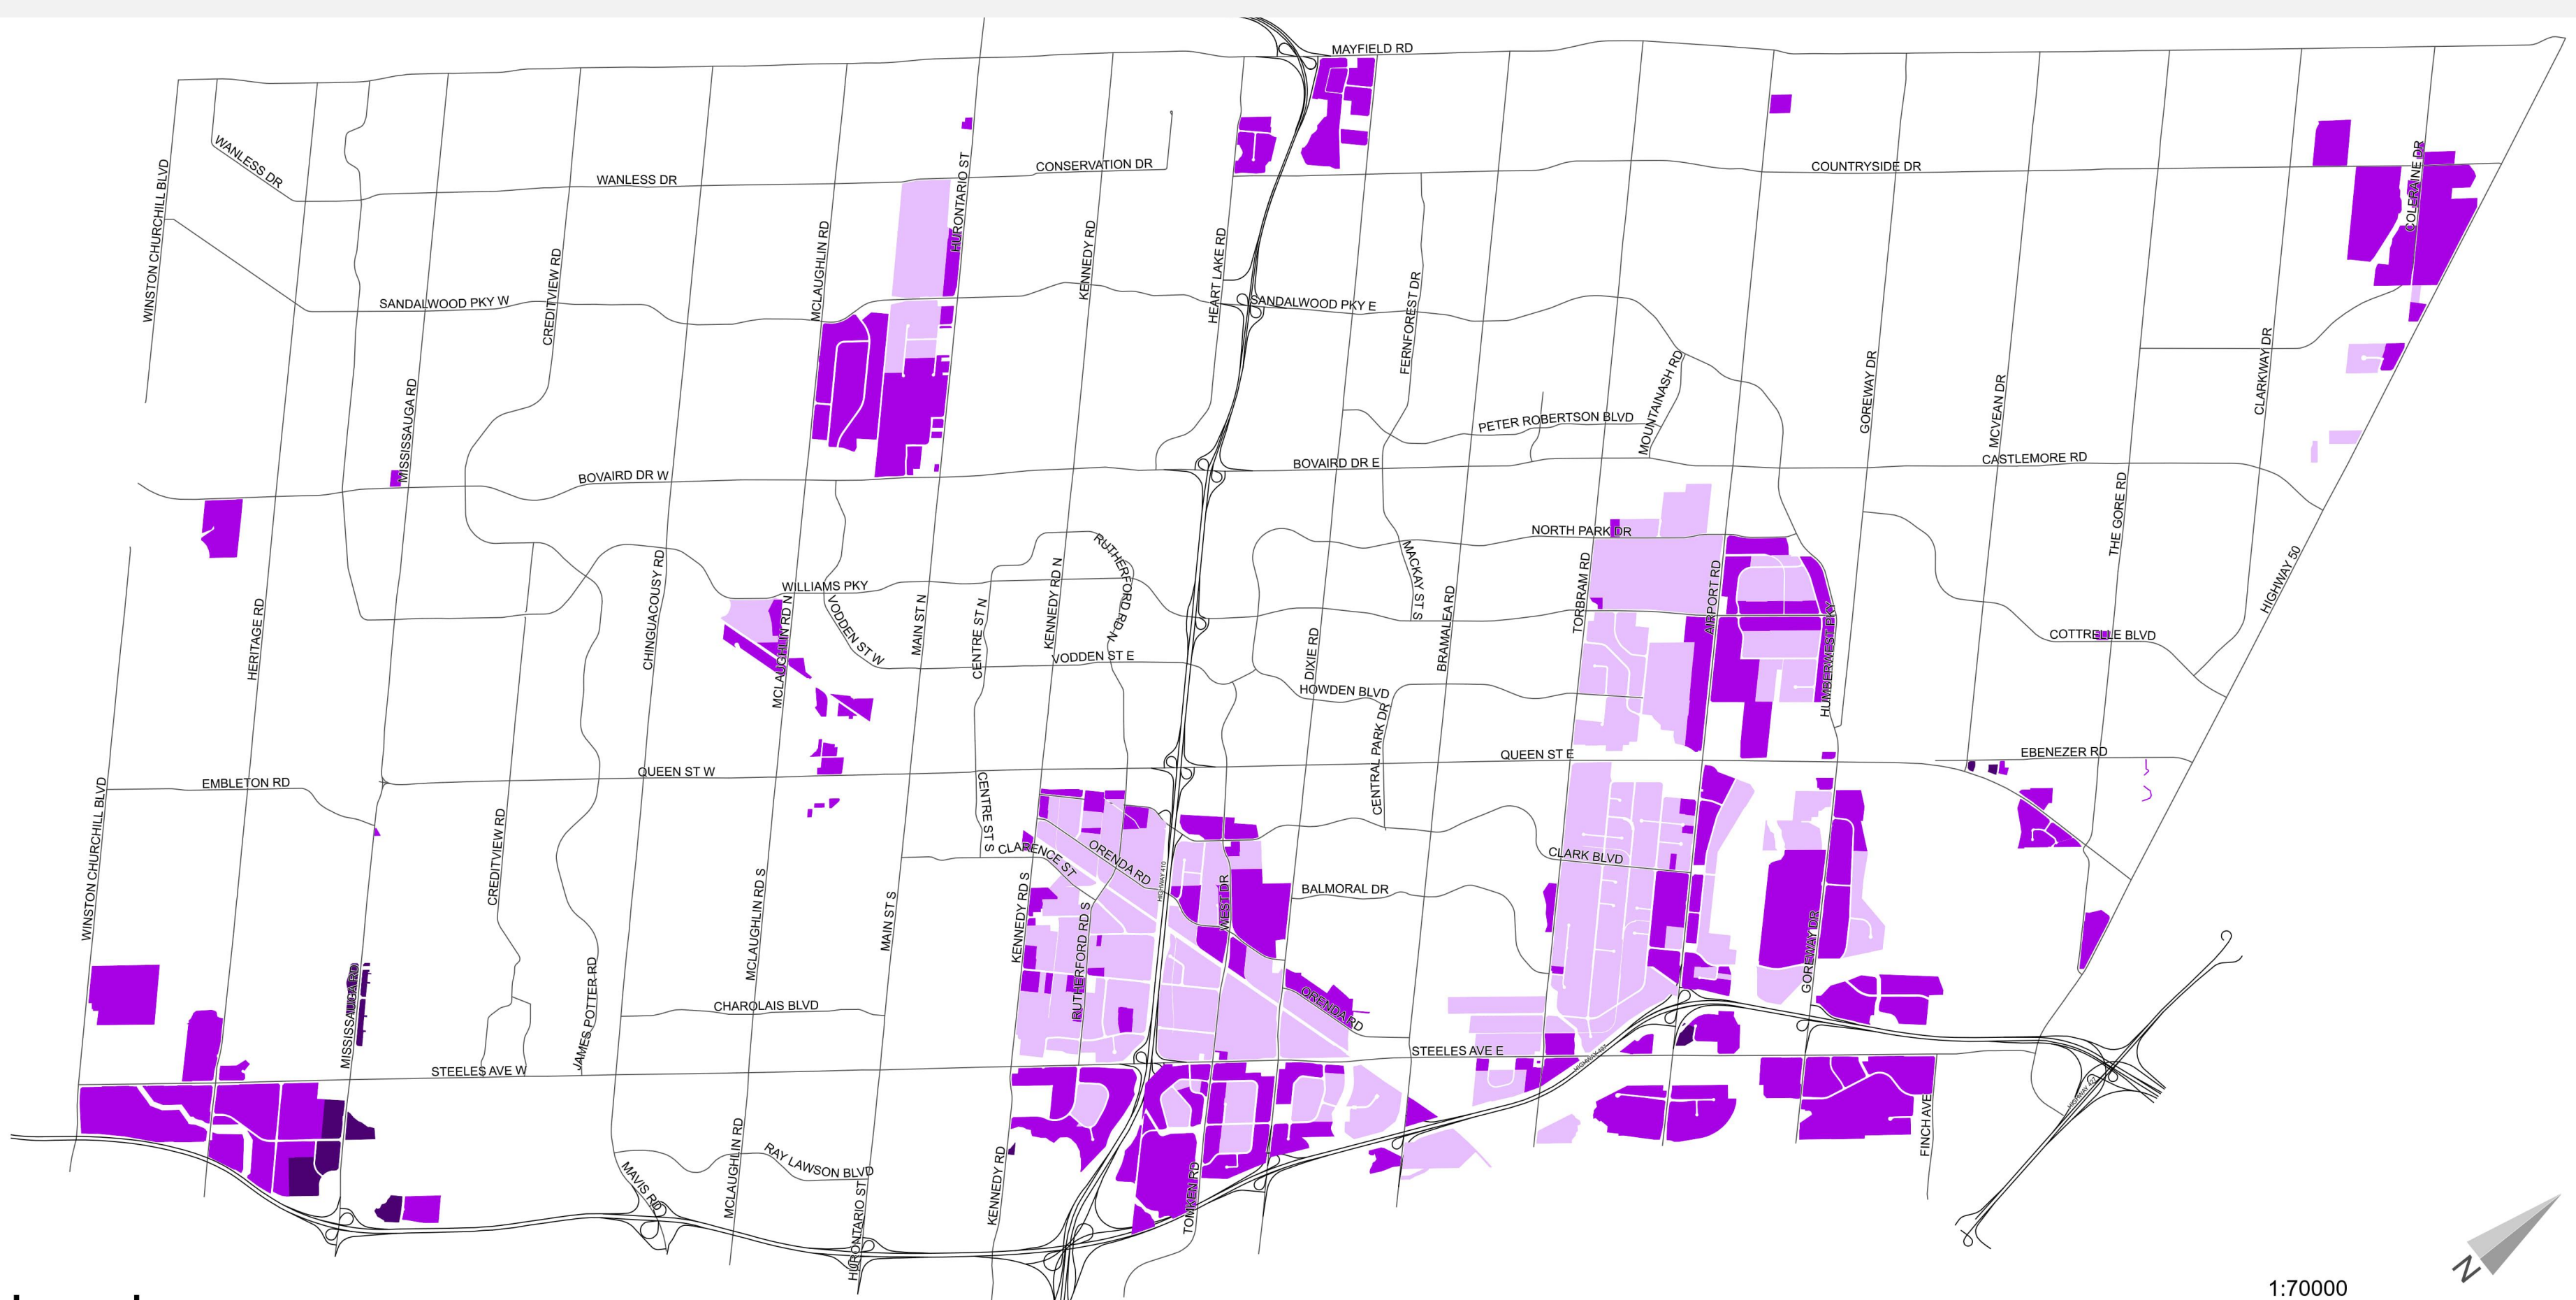 MAYFIELD RD
WANLESS DR
WINSTON CHURCHILL BLVD
WANLESS DR
CONSERVATION DR
COUNTRYSIDE DR
COLERAINE DR
HURONTARIO ST
MCLAUGHLIN RD
CREDITVIEW RD
KENNEDY RD
HEART LAKE RD
SANDALWOOD PKY W
SANDALWOOD PKY E
FERNFOREST DR
MOUNTAINASH RD
GOREWAY DR
MCVEAN DR
CLARKWAY DR
MISSISSAUGA RD
PETER ROBERTSON BLVD
BOVAIRD DR W
BOVAIRD DR E
CASTLEMORE RD
THE GORE RD
NORTH PARK DR
RUTHERFORD RD N
MACKAY ST S
TORBRAM RD
AIRPORT RD
HIGHWAY 50
HERITAGE RD
CHINGUACOUSY RD
WILLIAMS PKY
MCLAUGHLIN RD N
VODDEN ST W
MAIN ST N
CENTRE ST N
KENNEDY RD N
VODDEN ST E
DIXIE RD
BRAMALEA RD
HOWDEN BLVD
HUMBERWEST PKY
COTTRELLE BLVD
CENTRAL PARK DR
QUEEN ST E
EBENEZER RD
QUEEN ST W
EMBLETON RD
WINSTON CHURCHILL BLVD
CREDITVIEW RD
CENTRE ST S
CLARENCE ST
ORENDA RD
HIGHWAY 410
WEST DR
BALMORAL DR
CLARK BLVD
MCLAUGHLIN RD S
MAIN ST S
KENNEDY RD S
RUTHERFORD RD S
GOREWAY DR
MISSISSAUGA RD
JAMES POTTER RD
CHAROLAIS BLVD
ORENDA RD
STEELES AVE W
STEELES AVE E
FINCH AVE
MAVIS RD
MCLAUGHLIN RD
RAY LAWSON BLVD
HURONTARIO ST
KENNEDY RD
TOMKEN RD
N
1:70000